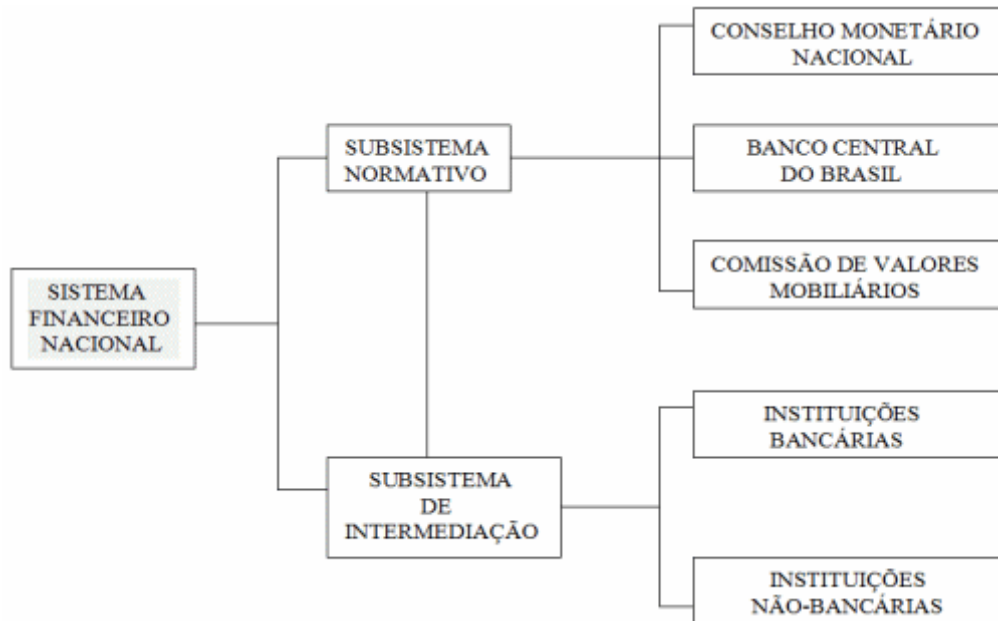 CONSELHO MONETÁRIO
NACIONAL
SUBSISTEMA
NORMATIVO
BANCO CENTRAL
DO BRASIL
COMISSÃO DE VALORES
MOBILIÁRIOS
SISTEMA
FINANCEIRO
NACIONAL
INSTITUIÇÕES
BANCÁRIAS
SUBSISTEMA
DE
INTERMEDIAÇÃO
INSTITUIÇÕES
NÃO-BANCÁRIAS